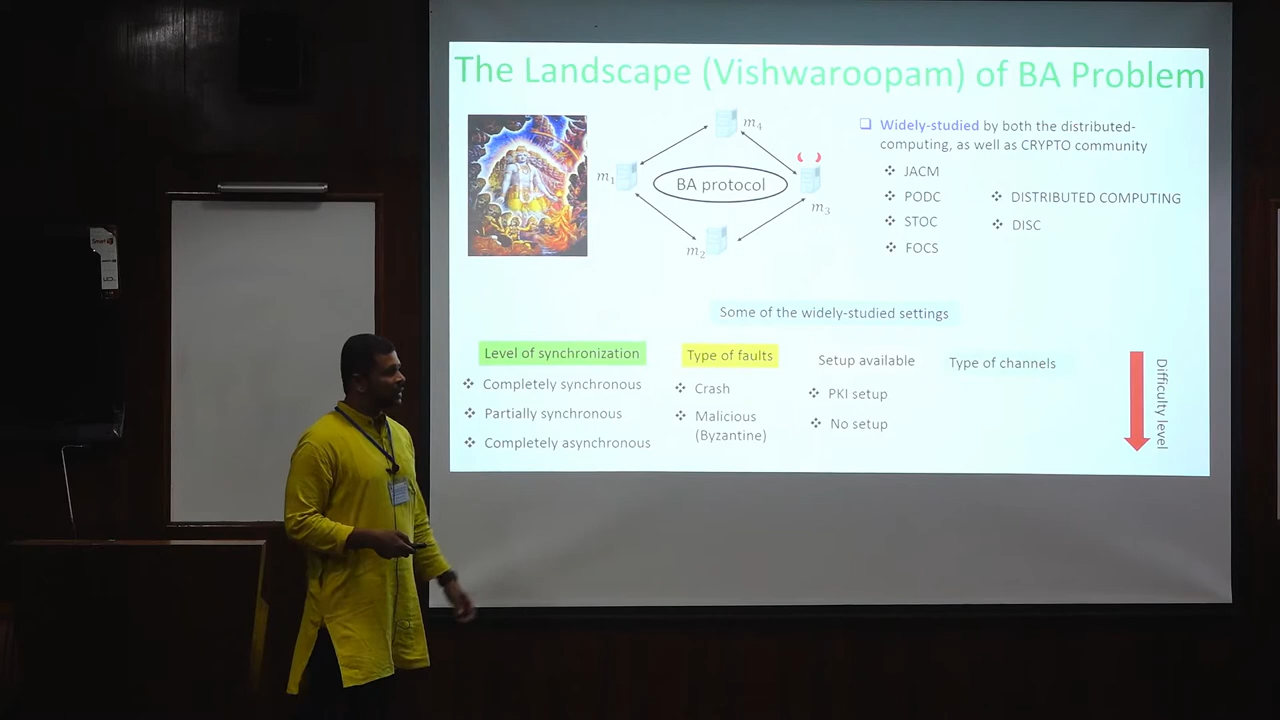 The Landscape (Vishwaroopam) of BA Problem
m4
m1
BA protocol
m3
m2
❑ Widely-studied by both the distributed-
computing, as well as CRYPTO community
❖ JACM
❖ PODC
❖ STOC
❖ FOCS
❖ DISTRIBUTED COMPUTING
❖ DISC
Some of the widely-studied settings
Level of synchronization
❖ Completely synchronous
❖ Partially synchronous
❖ Completely asynchronous
Type of faults
❖ Crash
❖ Malicious
(Byzantine)
Setup available
❖ PKI setup
❖ No setup
Type of channels
Difficulty level